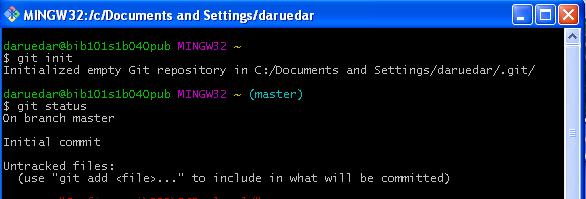 MINGW32:/c/Documents and Settings/daruedar
daruedar@bib101s1b040pub MINGW32 ~
$ git init
Initialized empty Git repository in C:/Documents and Settings/daruedar/.git/
daruedar@bib101s1b040pub MINGW32 ~ (master)
$ git status
On branch master
Initial commit
Untracked files:
(use "git add <file>..." to include in what will be committed)